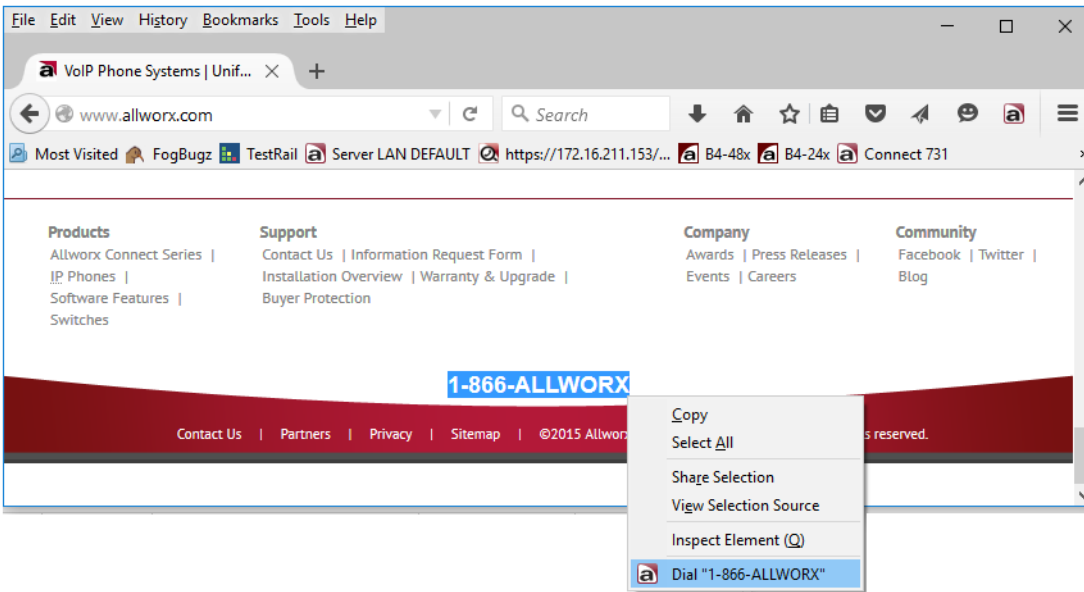 File Edit View History Bookmarks Tools Help
VoIP Phone Systems | Unif...
www.allworx.com Search
Most Visited FogBugz TestRail Server LAN DEFAULT https://172.16.211.153/... B4-48x B4-24x Connect 731
Products Support Company Community
Allworx Connect Series | Contact Us | Information Request Form | Awards | Press Releases | Facebook | Twitter |
IP Phones | Installation Overview | Warranty & Upgrade | Events | Careers Blog
Software Features | Buyer Protection
Switches
1-866-ALLWORX
Copy
Contact Us | Partners | Privacy | Sitemap | ©2015 Allwor s reserved.
Select All
Share Selection
View Selection Source
Inspect Element (Q)
a Dial "1-866-ALLWORX"